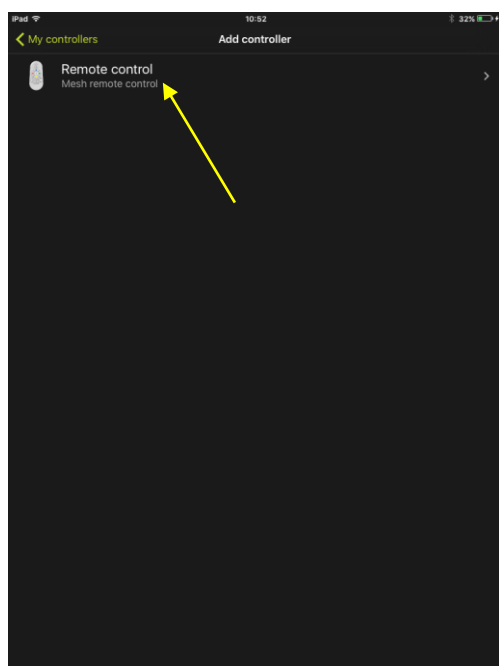 iPad 10:52 32%
My controllers Add controller
Remote control
Mesh remote control